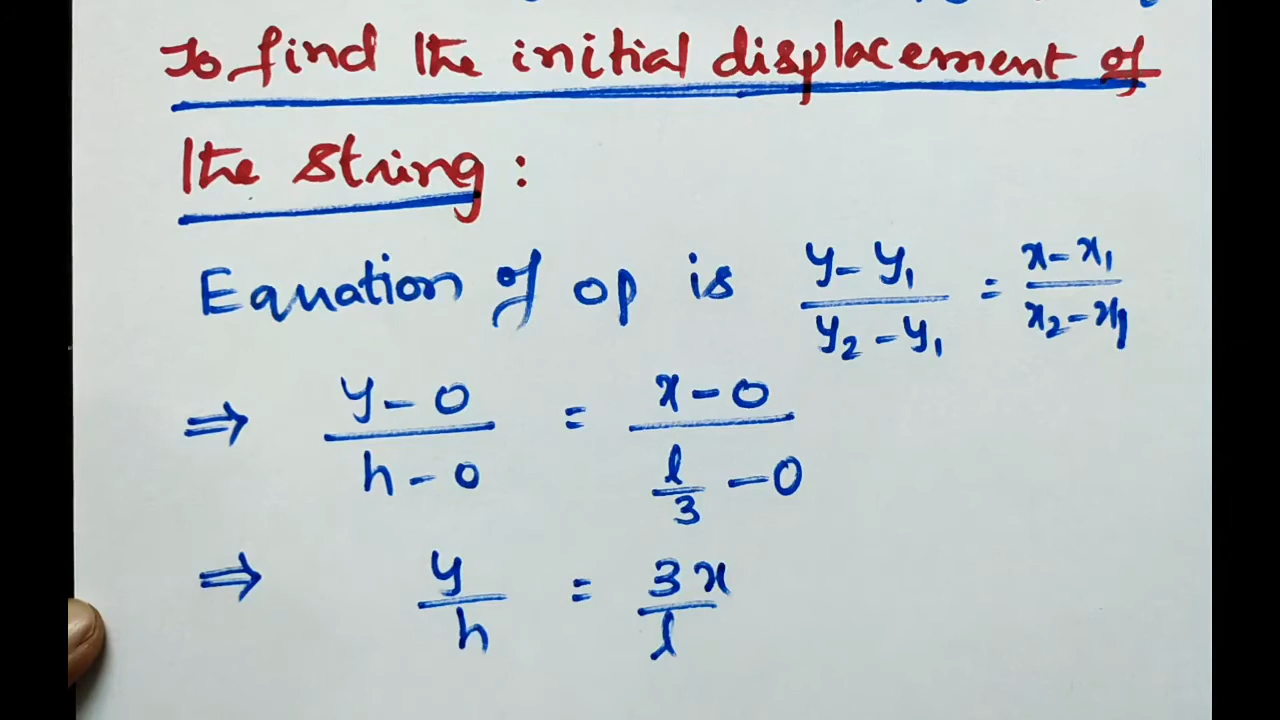 To find the initial displacement of
the string :
Equation of op is y - y₁ / y₂ - y₁ = x - x₁ / x₂ - x₁
⇒ y - 0 / h - 0 = x - 0 / l/3 - 0
⇒ y / h = 3x / l